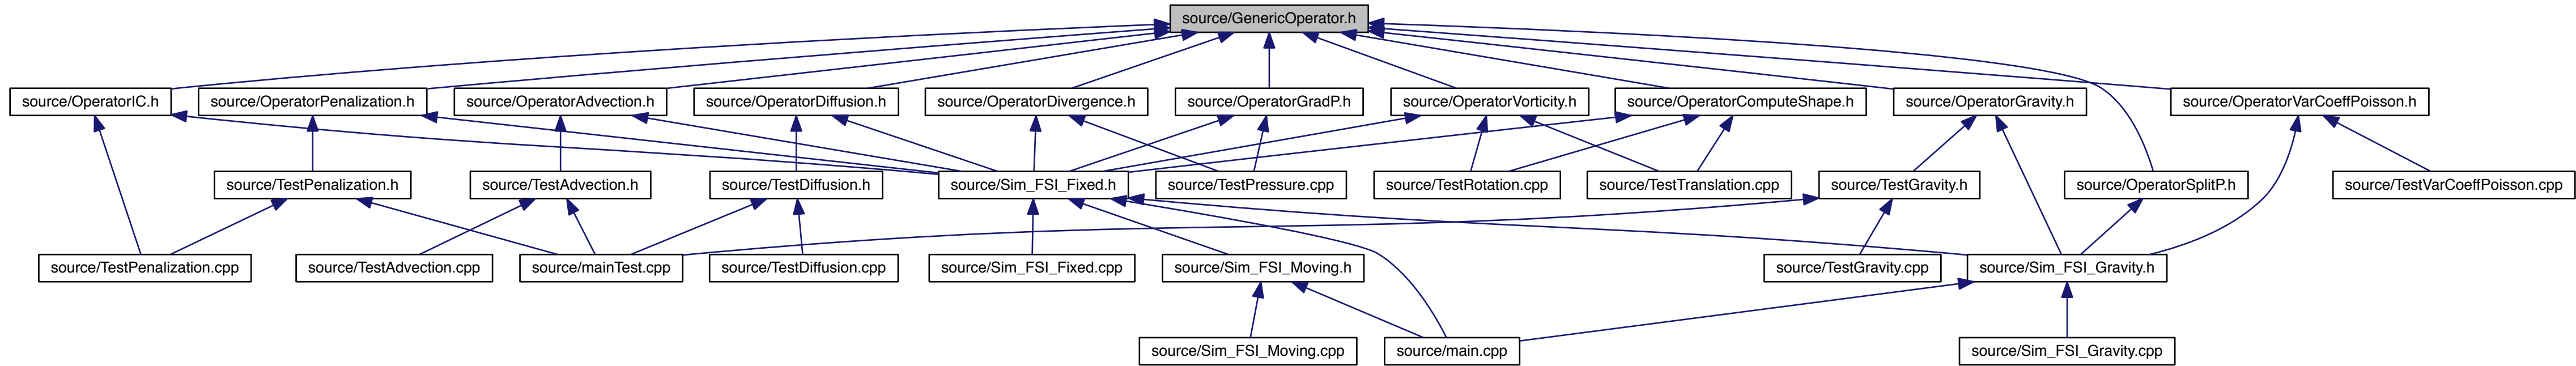 source/GenericOperator.h
source/OperatorIC.h
source/OperatorPenalization.h
source/OperatorAdvection.h
source/OperatorDiffusion.h
source/OperatorDivergence.h
source/OperatorGradP.h
source/OperatorVorticity.h
source/OperatorComputeShape.h
source/OperatorGravity.h
source/OperatorVarCoeffPoisson.h
source/TestPenalization.h
source/TestAdvection.h
source/TestDiffusion.h
source/Sim_FSI_Fixed.h
source/TestPressure.cpp
source/TestRotation.cpp
source/TestTranslation.cpp
source/TestGravity.h
source/OperatorSplitP.h
source/TestVarCoeffPoisson.cpp
source/TestPenalization.cpp
source/TestAdvection.cpp
source/mainTest.cpp
source/TestDiffusion.cpp
source/Sim_FSI_Fixed.cpp
source/Sim_FSI_Moving.h
source/TestGravity.cpp
source/Sim_FSI_Gravity.h
source/Sim_FSI_Moving.cpp
source/main.cpp
source/Sim_FSI_Gravity.cpp